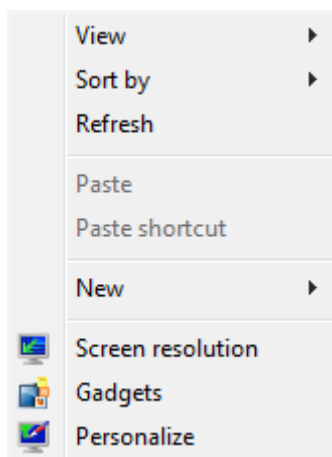 View
Sort by
Refresh
Paste
Paste shortcut
New
Screen resolution
Gadgets
Personalize